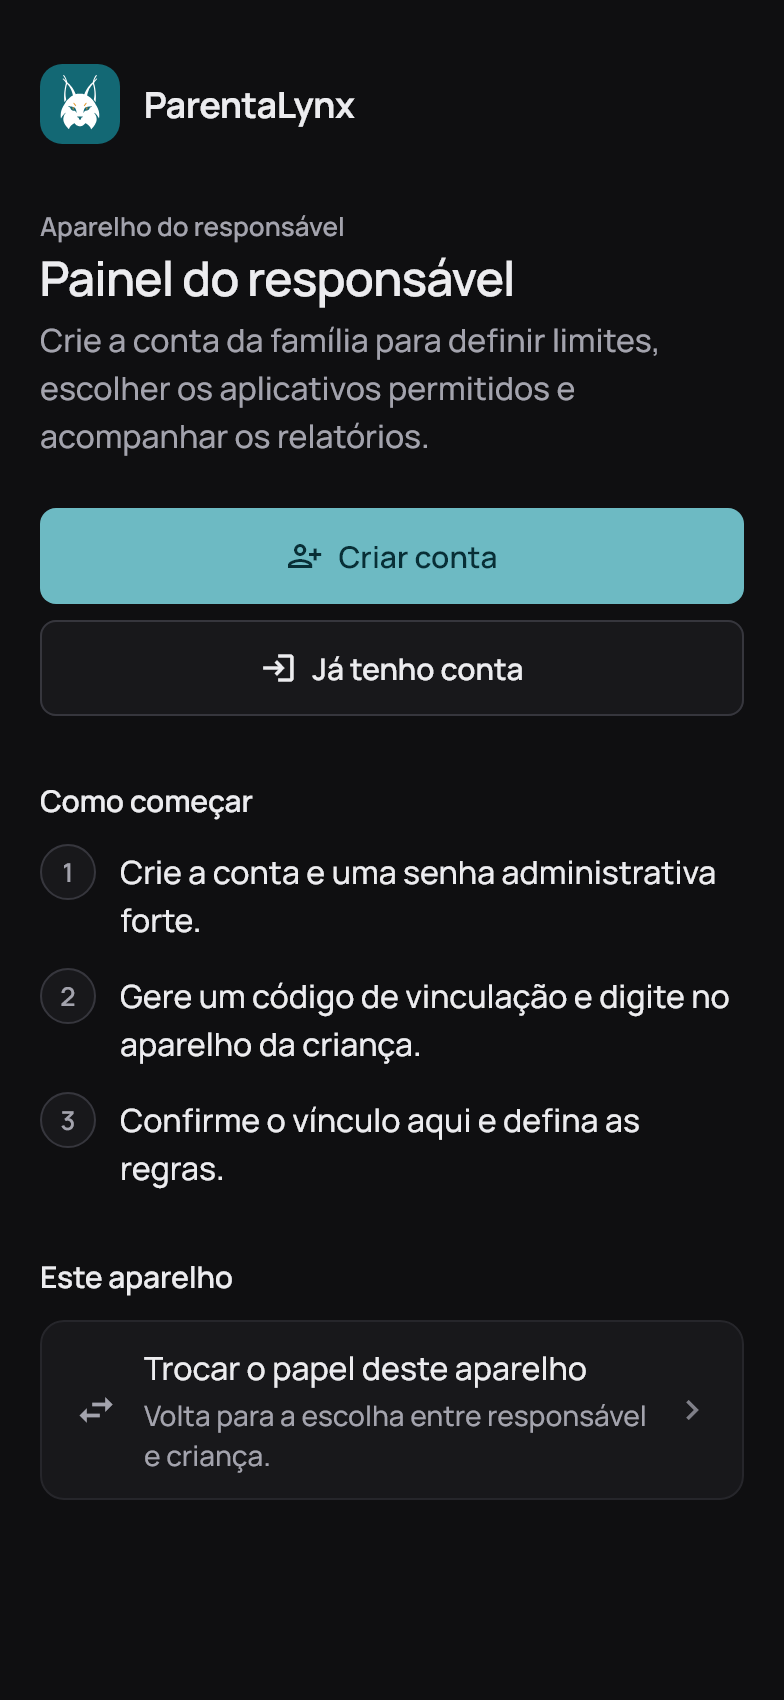 ParentaLynx
Aparelho do responsável
Painel do responsável
Crie a conta da família para definir limites,
escolher os aplicativos permitidos e
acompanhar os relatórios.
Criar conta
Já tenho conta
Como começar
1 Crie a conta e uma senha administrativa
forte.
2 Gere um código de vinculação e digite no
aparelho da criança.
3 Confirme o vínculo aqui e defina as
regras.
Este aparelho
Trocar o papel deste aparelho
Volta para a escolha entre responsável
e criança.